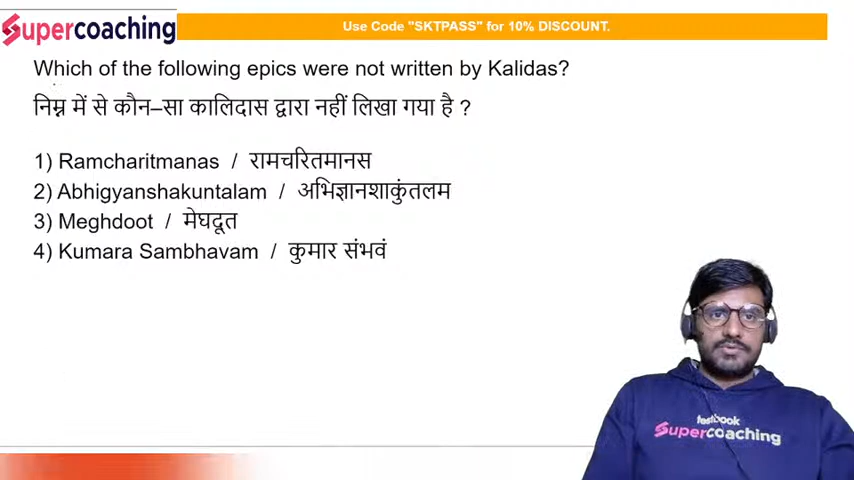 Supercoaching
Use Code "SKTPASS" for 10% DISCOUNT.
Which of the following epics were not written by Kalidas?
निम्न में से कौन–सा कालिदास द्वारा नहीं लिखा गया है ?
1) Ramcharitmanas / रामचरितमानस
2) Abhigyanshakuntalam / अभिज्ञानशाकुंतलम
3) Meghdoot / मेघदूत
4) Kumara Sambhavam / कुमार संभवं
testbook
Supercoaching